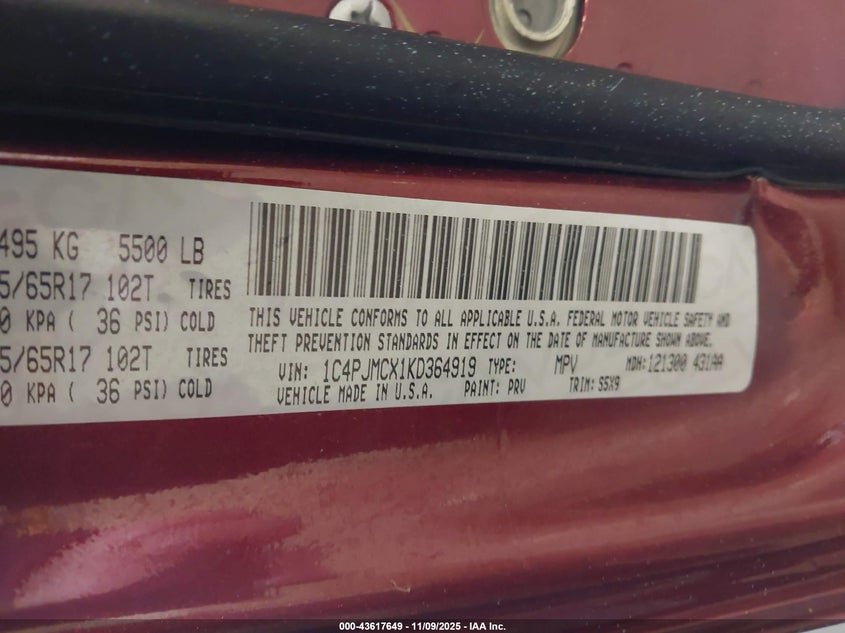 495 KG 5500 LB
5/65R17 102T TIRES
0 KPA ( 36 PSI) COLD
5/65R17 102T TIRES
0 KPA ( 36 PSI) COLD
THIS VEHICLE CONFORMS TO ALL APPLICABLE U.S.A. FEDERAL MOTOR VEHICLE SAFETY AND
THEFT PREVENTION STANDARDS IN EFFECT ON THE DATE OF MANUFACTURE SHOWN ABOVE.
VIN: 1C4PJMCX1KD364919 TYPE: MPV MDH: 121300 431AA
VEHICLE MADE IN U.S.A. PAINT: PRV TRIM: S5X9
000-43617649 - 11/09/2025 - IAA Inc.